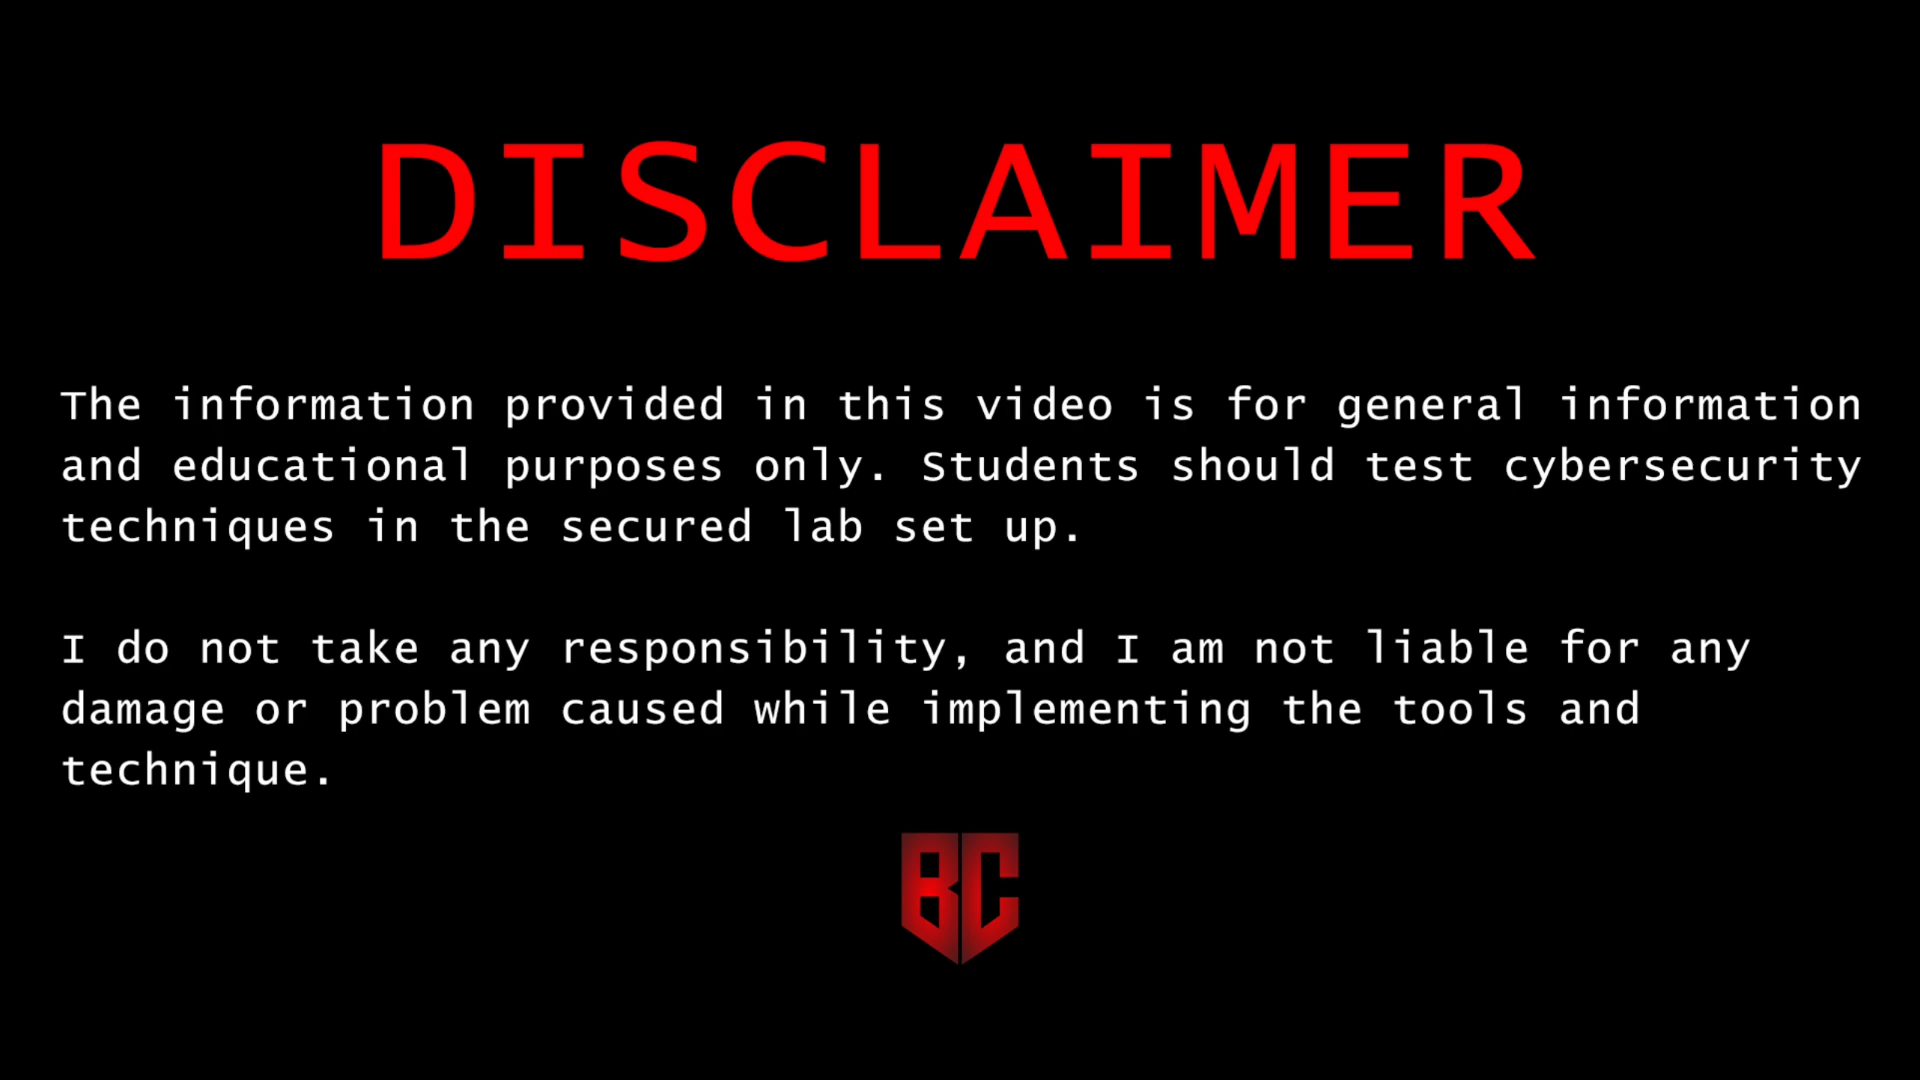 DISCLAIMER
The information provided in this video is for general information
and educational purposes only. Students should test cybersecurity
techniques in the secured lab set up.
I do not take any responsibility, and I am not liable for any
damage or problem caused while implementing the tools and
technique.
BC